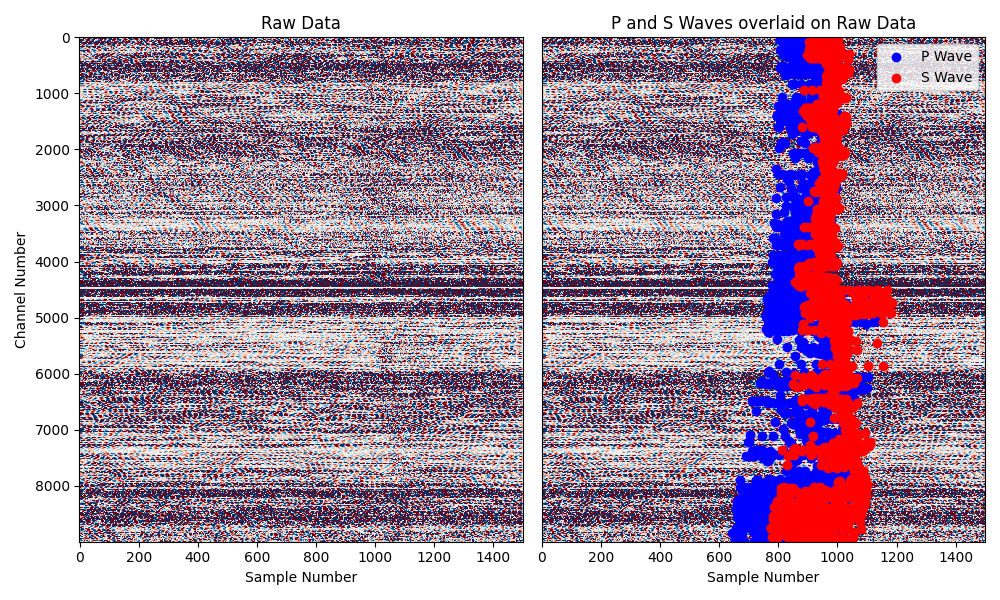 Raw Data
0
1000
2000
3000
4000
5000
6000
7000
8000
Channel Number
0 200 400 600 800 1000 1200 1400
Sample Number
P and S Waves overlaid on Raw Data
P Wave
S Wave
0 200 400 600 800 1000 1200 1400
Sample Number